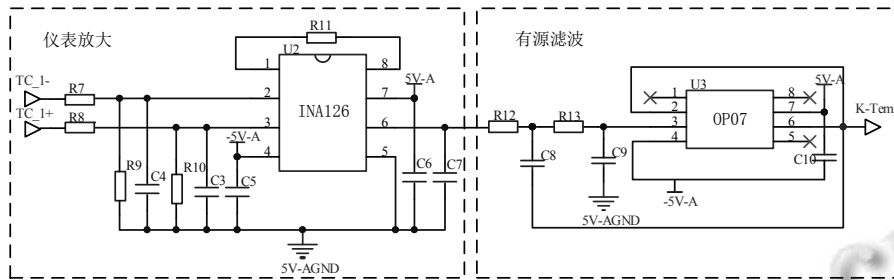 仪表放大
有源滤波
R11
U2
1
8
TC_1-
R7
2
7
5V-A
INA126
TC_1+
R8
3
6
-5V-A
4
5
R9
C4
R10
C3
C5
C6
C7
5V-AGND
R12
R13
C8
C9
5V-AGND
U3
1
8
5V-A
2
7
OP07
3
6
K-Tem
4
5
C10
-5V-A